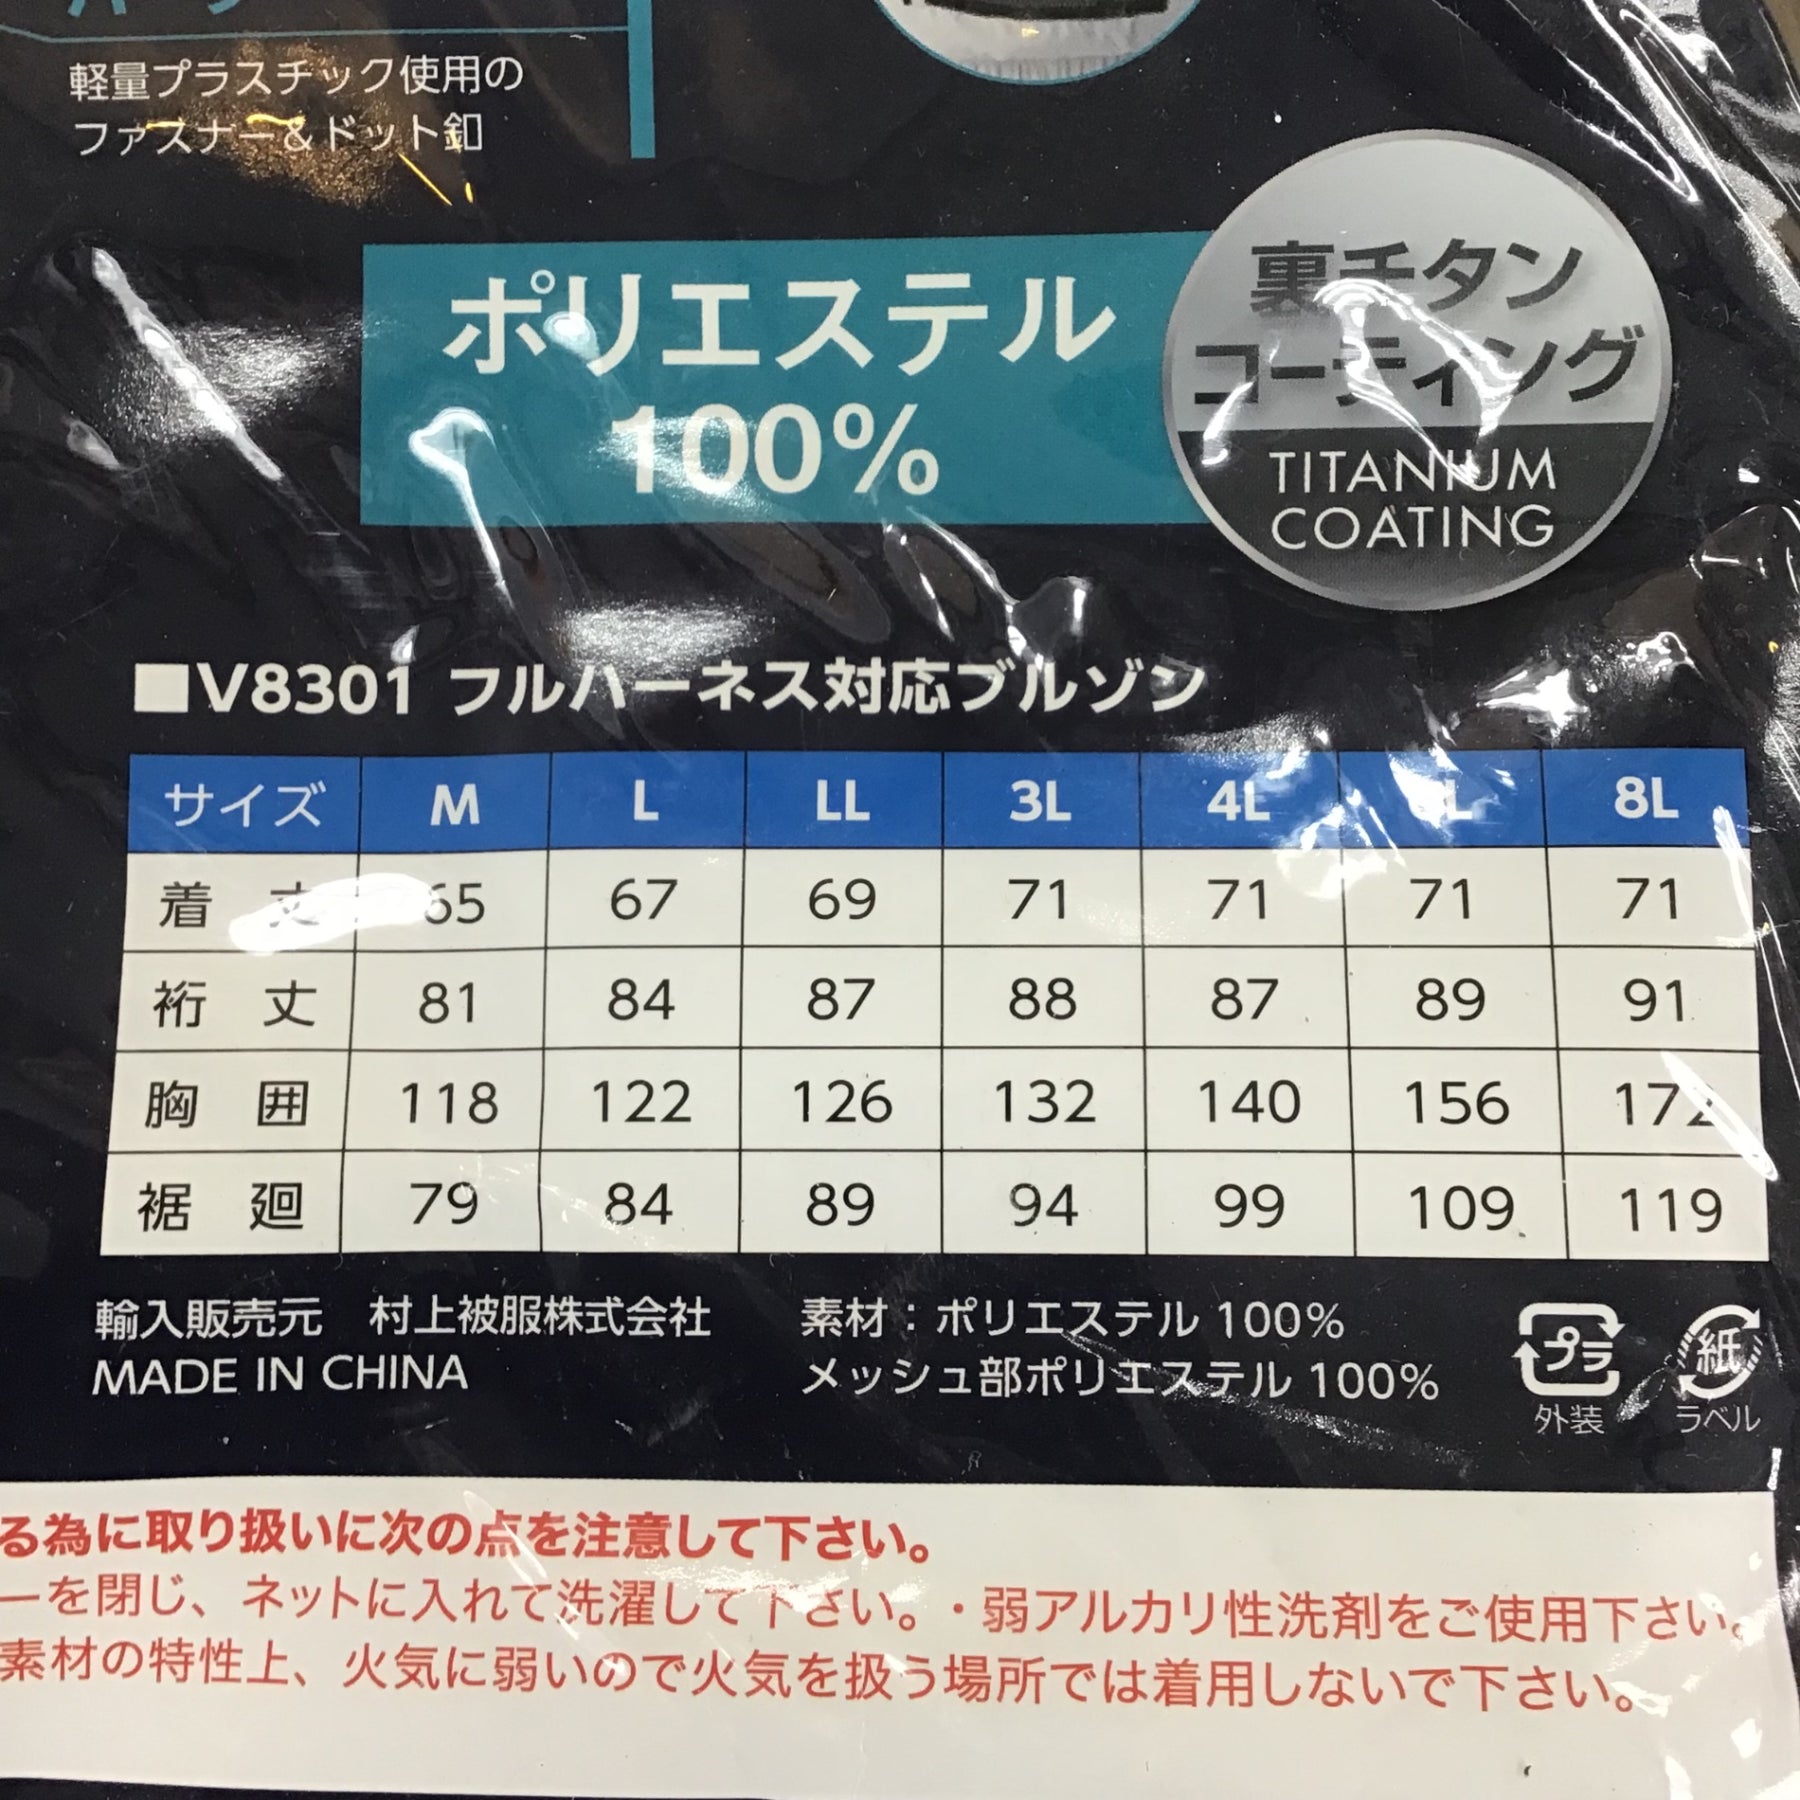 軽量プラスチック使用の
ファスナー&ドット釦
ポリエステル
100%
裏チタン
コーティング
TITANIUM
COATING
■V8301 フルハーネス対応ブルゾン
サイズ M L LL 3L 4L 8L
着丈 65 67 69 71 71 71 71
裄丈 81 84 87 88 87 89 91
胸囲 118 122 126 132 140 156 172
裾廻 79 84 89 94 99 109 119
輸入販売元 村上被服株式会社
MADE IN CHINA
素材:ポリエステル 100%
メッシュ部ポリエステル 100%
プラ
外装
紙
ラベル
る為に取り扱いに次の点を注意して下さい。
ーを閉じ、ネットに入れて洗濯して下さい。・弱アルカリ性洗剤をご使用下さい。
素材の特性上、火気に弱いので火気を扱う場所では着用しないで下さい。